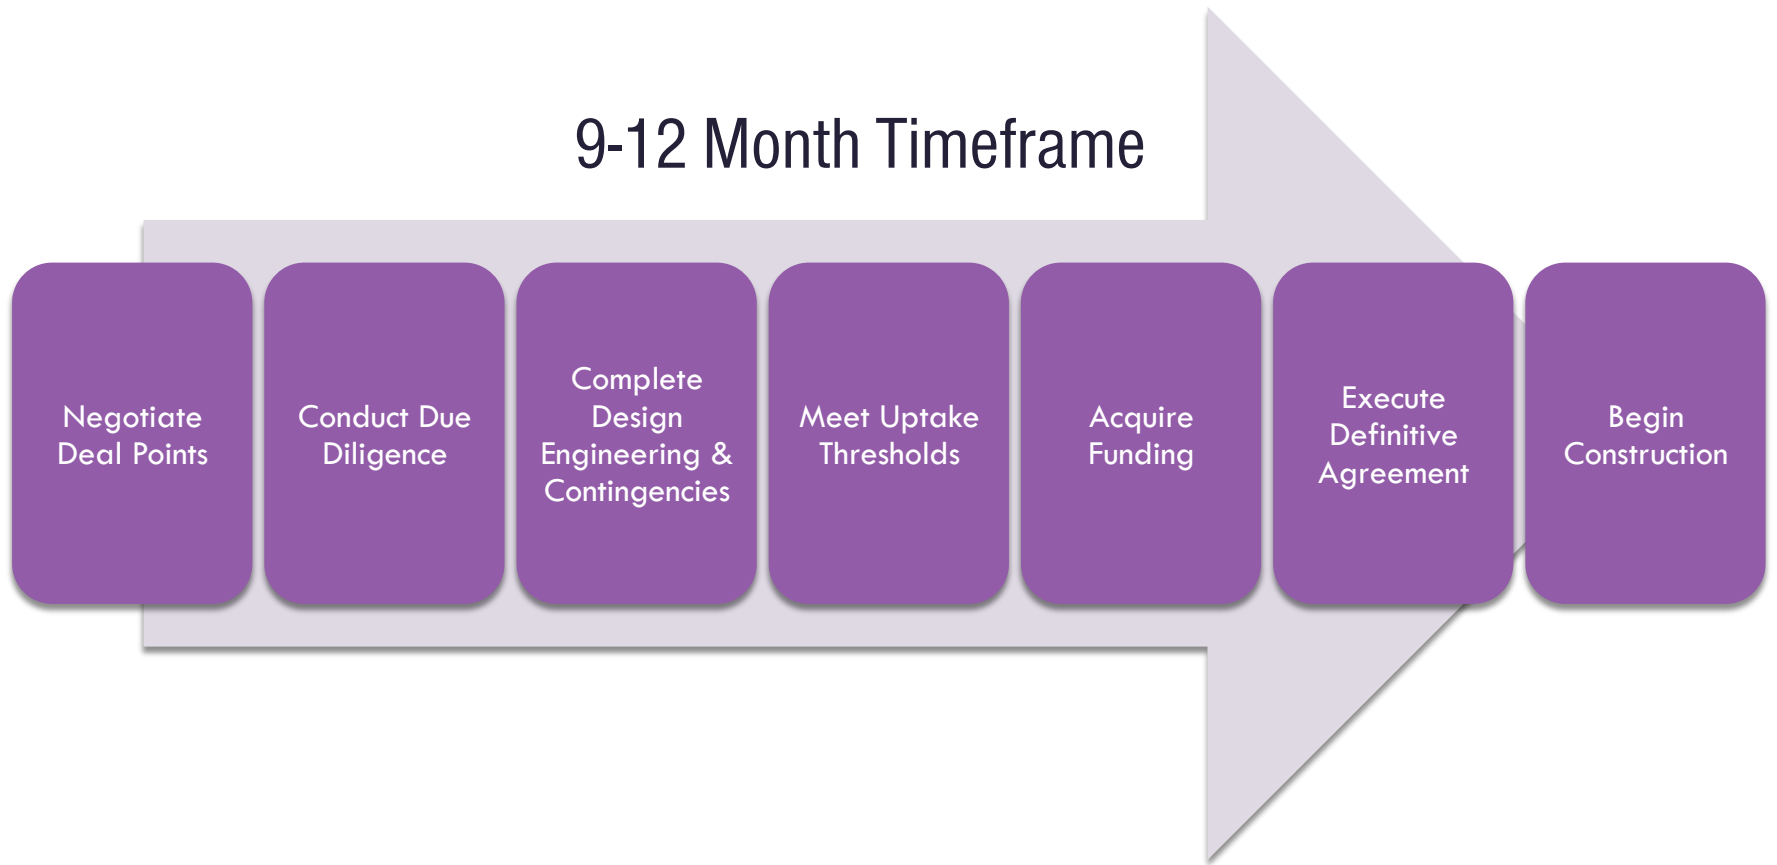 9-12 Month Timeframe
Negotiate
Deal Points
Conduct Due
Diligence
Complete
Design
Engineering &
Contingencies
Meet Uptake
Thresholds
Acquire
Funding
Execute
Definitive
Agreement
Begin
Construction